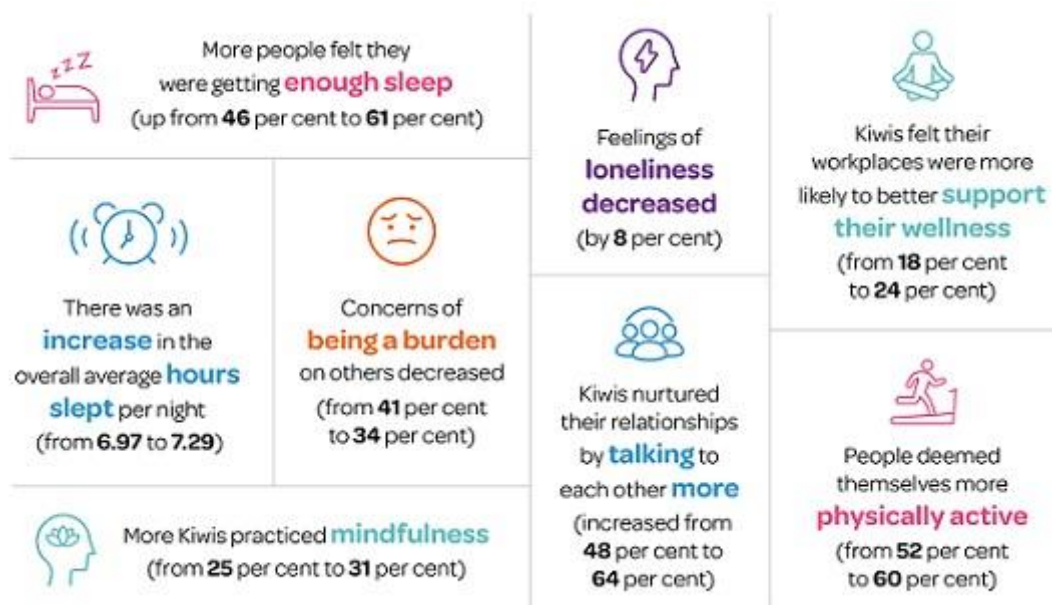 zzZ
More people felt they
were getting enough sleep
(up from 46 per cent to 61 per cent)
There was an
increase in the
overall average hours
slept per night
(from 6.97 to 7.29)
Concerns of
being a burden
on others decreased
(from 41 per cent
to 34 per cent)
More Kiwis practiced mindfulness
(from 25 per cent to 31 per cent)
Feelings of
loneliness
decreased
(by 8 per cent)
Kiwis nurtured
their relationships
by talking to
each other more
(increased from
48 per cent to
64 per cent)
Kiwis felt their
workplaces were more
likely to better support
their wellness
(from 18 per cent
to 24 per cent)
People deemed
themselves more
physically active
(from 52 per cent
to 60 per cent)